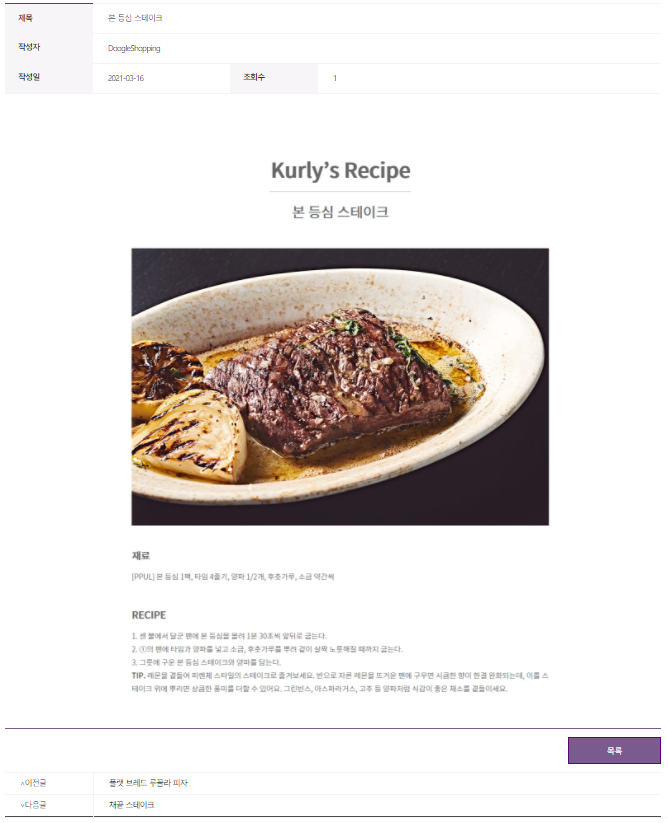 제목 본 등심 스테이크
작성자 DoogleShopping
작성일 2021-03-16 조회수 1
Kurly's Recipe
본 등심 스테이크
재료
[PPUL] 본 등심 1팩, 타임 4줄기, 양파 1/2개, 후춧가루, 소금 약간씩
RECIPE
1. 센 불에서 달군 팬에 본 등심을 올려 1분 30초씩 앞뒤로 굽는다.
2. ①의 팬에 타임과 양파를 넣고 소금, 후춧가루를 뿌려 같이 살짝 노릇해질 때까지 굽는다.
3. 그릇에 구운 본 등심 스테이크와 양파를 담는다.
TIP. 레몬을 곁들여 피렌체 스타일의 스테이크로 즐겨보세요. 반으로 자른 레몬을 뜨거운 팬에 구우면 시큼한 향이 한결 완화되는데, 이를 스
테이크 위에 뿌리면 상큼한 풍미를 더할 수 있어요. 그린빈스, 아스파라거스, 고추 등 양파처럼 식감이 좋은 채소를 곁들이세요.
목록
∧이전글 플랫 브레드 루꼴라 피자
∨다음글 채끝 스테이크